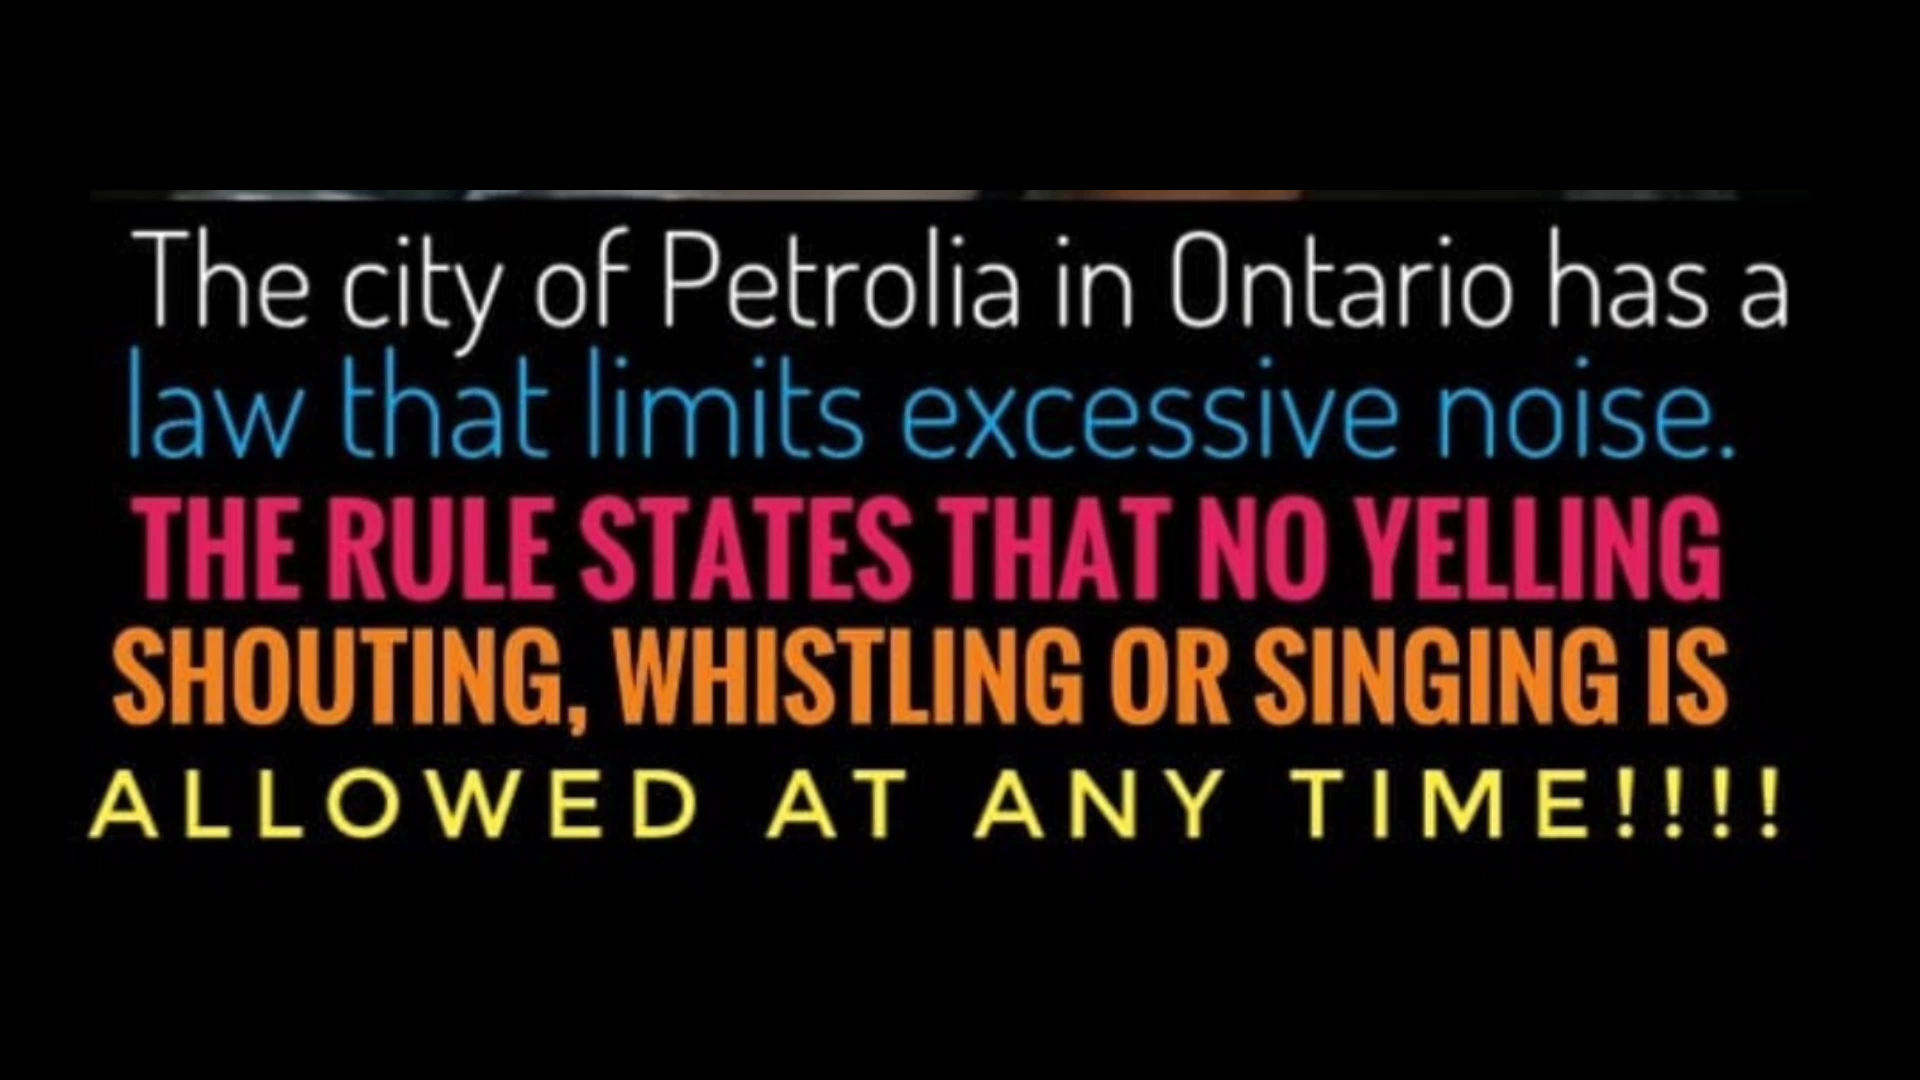 The city of Petrolia in Ontario has a
law that limits excessive noise.
THE RULE STATES THAT NO YELLING
SHOUTING, WHISTLING OR SINGING IS
ALLOWED AT ANY TIME!!!!